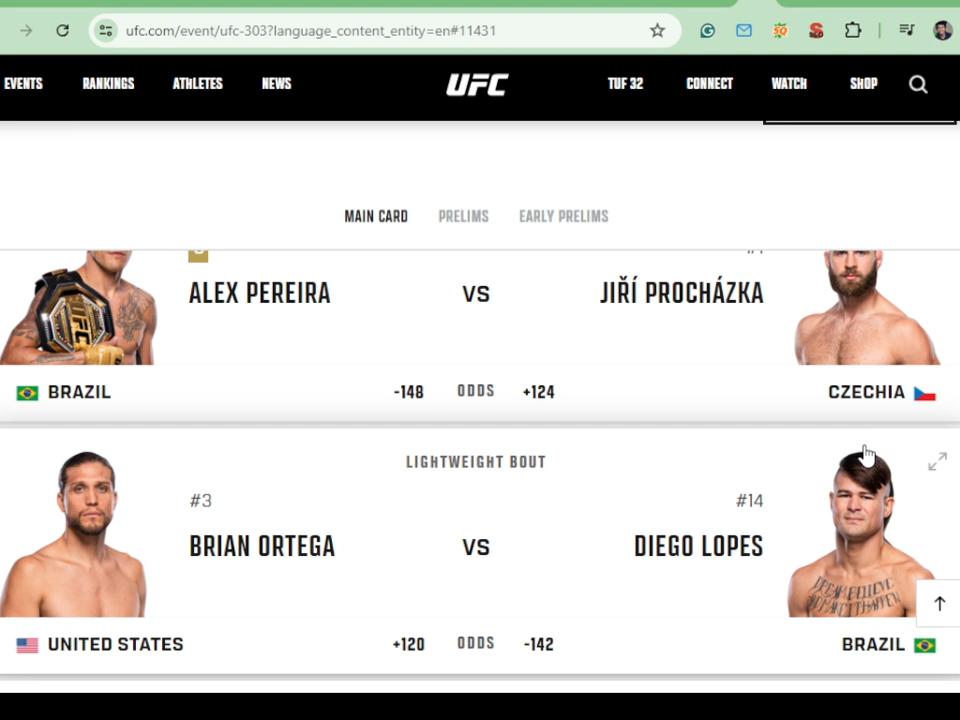 ufc.com/event/ufc-303?language_content_entity=en#11431
EVENTS RANKINGS ATHLETES NEWS UFC TUF 32 CONNECT WATCH SHOP
MAIN CARD PRELIMS EARLY PRELIMS
ALEX PEREIRA VS JIŘÍ PROCHÁZKA
BRAZIL -148 ODDS +124 CZECHIA
LIGHTWEIGHT BOUT
#3 #14
BRIAN ORTEGA VS DIEGO LOPES
UNITED STATES +120 ODDS -142 BRAZIL